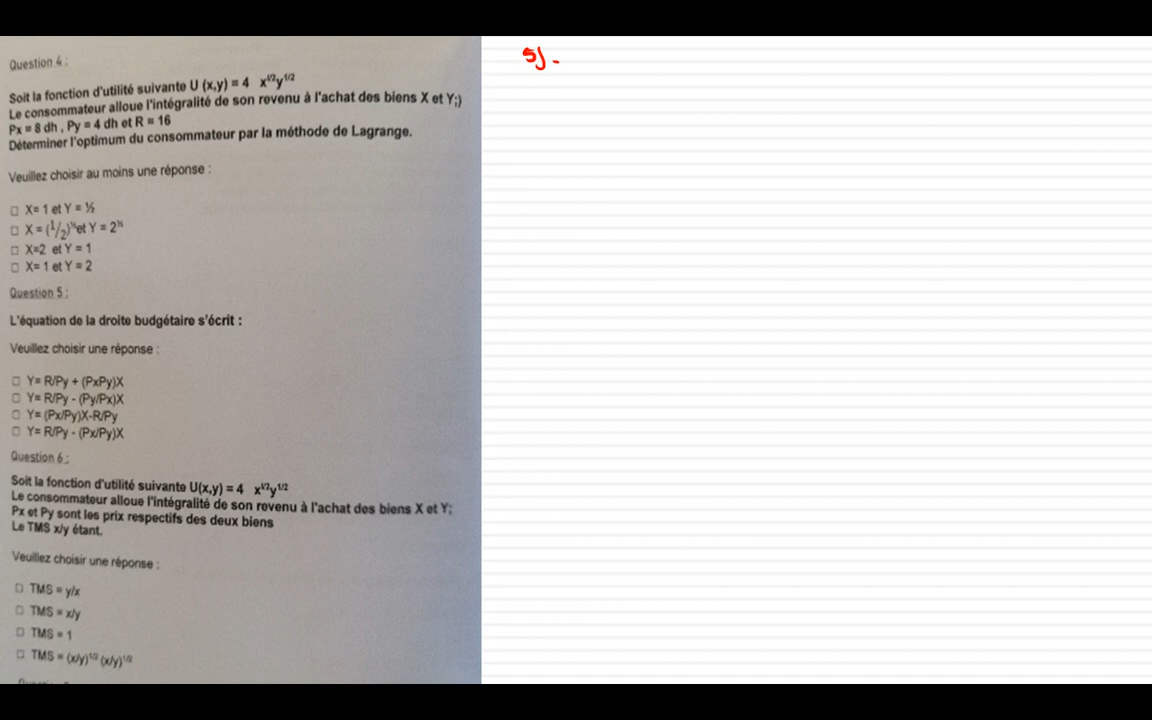 Question 4 :
Soit la fonction d'utilité suivante U (x,y) = 4 x^1/2y^1/2
Le consommateur alloue l'intégralité de son revenu à l'achat des biens X et Y;)
Px = 8 dh , Py = 4 dh et R = 16
Déterminer l'optimum du consommateur par la méthode de Lagrange.
Veuillez choisir au moins une réponse :
□ X= 1 et Y = ½
□ X = (1/2)^½ et Y = 2^½
□ X=2 et Y = 1
□ X= 1 et Y = 2
Question 5 :
L'équation de la droite budgétaire s'écrit :
Veuillez choisir une réponse :
□ Y= R/Py + (PxPy)X
□ Y= R/Py - (Py/Px)X
□ Y= (Px/Py)X-R/Py
□ Y= R/Py - (Px/Py)X
Question 6 :
Soit la fonction d'utilité suivante U(x,y) = 4 x^1/2y^1/2
Le consommateur alloue l'intégralité de son revenu à l'achat des biens X et Y;
Px et Py sont les prix respectifs des deux biens
Le TMS x/y étant.
Veuillez choisir une réponse :
□ TMS = y/x
□ TMS = x/y
□ TMS = 1
□ TMS = (x/y)^1/2 (x/y)^1/2
5) .